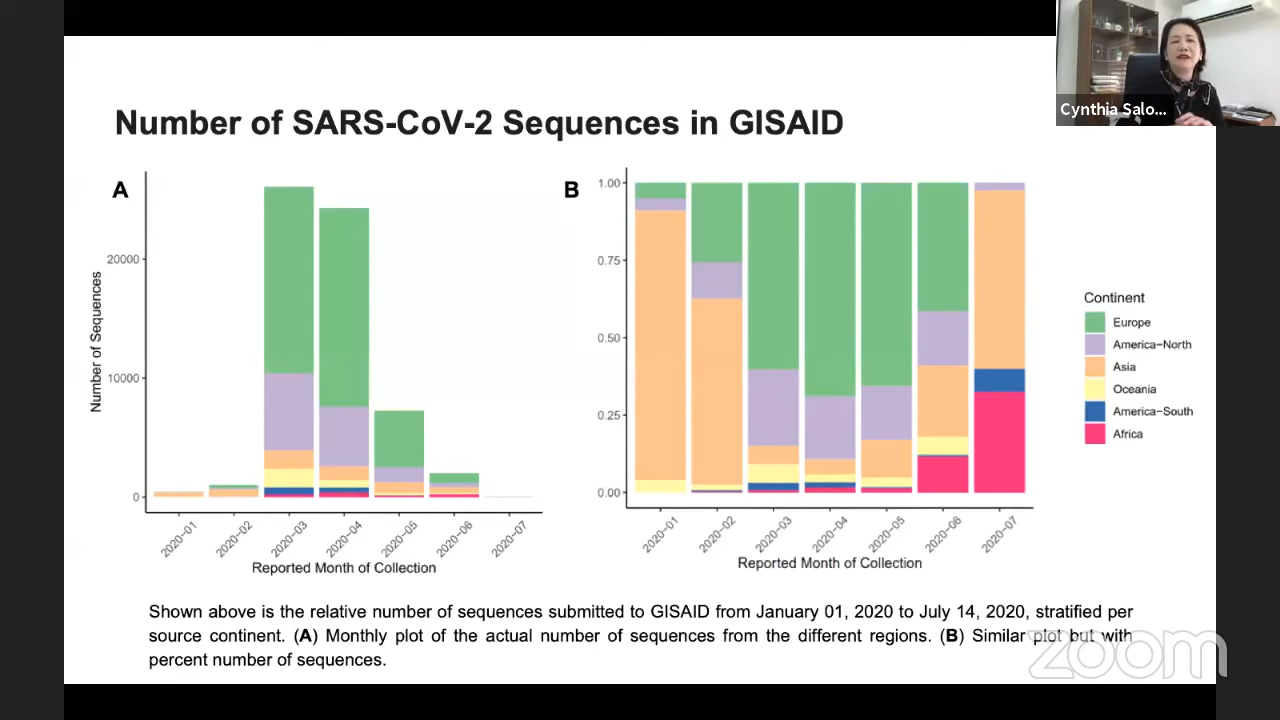 Cynthia Salo...
Number of SARS-CoV-2 Sequences in GISAID
A
Number of Sequences
20000
10000
0
2020-01
2020-02
2020-03
2020-04
2020-05
2020-06
2020-07
Reported Month of Collection
B
1.00
0.75
0.50
0.25
0.00
2020-01
2020-02
2020-03
2020-04
2020-05
2020-06
2020-07
Reported Month of Collection
Continent
Europe
America-North
Asia
Oceania
America-South
Africa
Shown above is the relative number of sequences submitted to GISAID from January 01, 2020 to July 14, 2020, stratified per
source continent. (A) Monthly plot of the actual number of sequences from the different regions. (B) Similar plot but with
percent number of sequences.
zoom